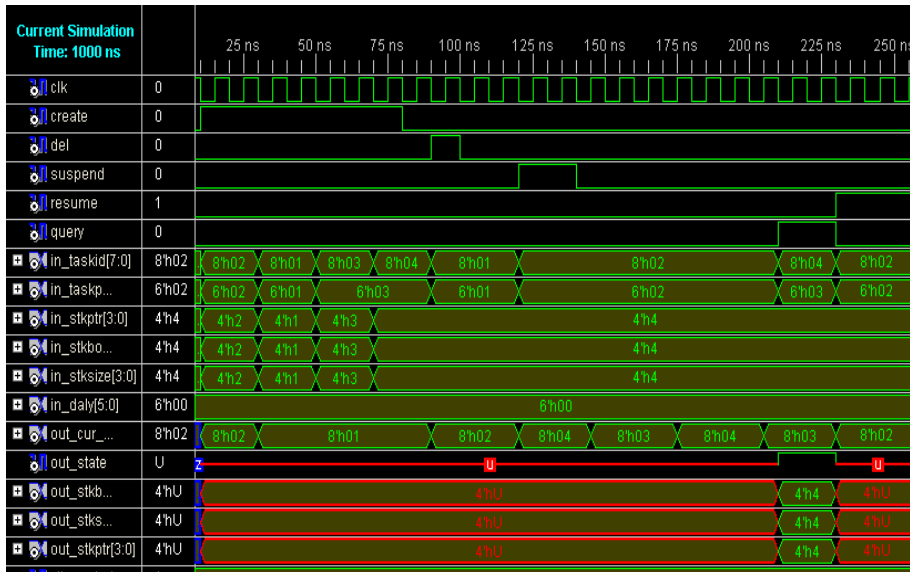 Current Simulation
Time: 1000 ns
25 ns 50 ns 75 ns 100 ns 125 ns 150 ns 175 ns 200 ns 225 ns 250 ns
clk 0
create 0
del 0
suspend 0
resume 1
query 0
in_taskid[7:0] 8'h02 8'h02 8'h01 8'h03 8'h04 8'h01 8'h02 8'h04 8'h02
in_taskp... 6'h02 6'h02 6'h01 6'h03 6'h01 6'h02 6'h03 6'h02
in_stkptr[3:0] 4'h4 4'h2 4'h1 4'h3 4'h4
in_stkbo... 4'h4 4'h2 4'h1 4'h3 4'h4
in_stksize[3:0] 4'h4 4'h2 4'h1 4'h3 4'h4
in_daly[5:0] 6'h00 6'h00
out_cur_... 8'h02 8'h02 8'h01 8'h02 8'h04 8'h03 8'h04 8'h03 8'h02
out_state U z u u
out_stkb... 4'hU 4'hU 4'h4 4'hU
out_stks... 4'hU 4'hU 4'h4 4'hU
out_stkptr[3:0] 4'hU 4'hU 4'h4 4'hU